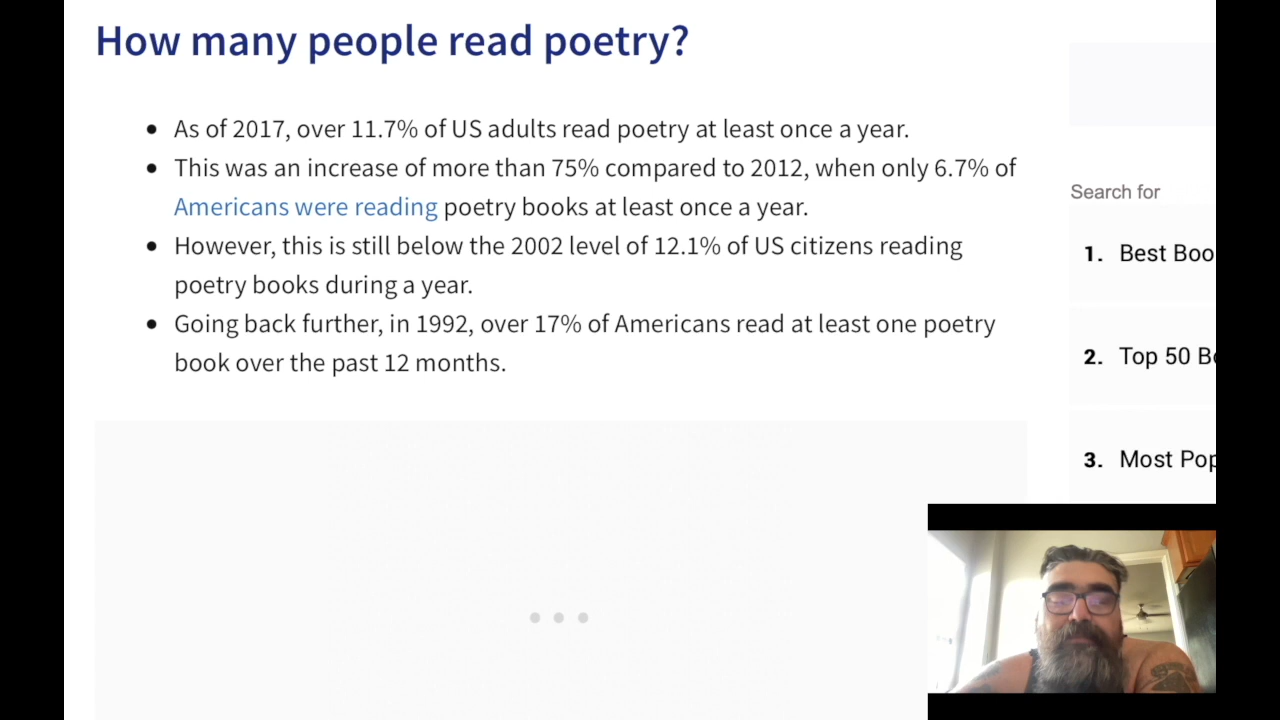 How many people read poetry?
• As of 2017, over 11.7% of US adults read poetry at least once a year.
• This was an increase of more than 75% compared to 2012, when only 6.7% of
Americans were reading poetry books at least once a year.
• However, this is still below the 2002 level of 12.1% of US citizens reading
poetry books during a year.
• Going back further, in 1992, over 17% of Americans read at least one poetry
book over the past 12 months.
Search for
1. Best Boo
2. Top 50 B
3. Most Pop